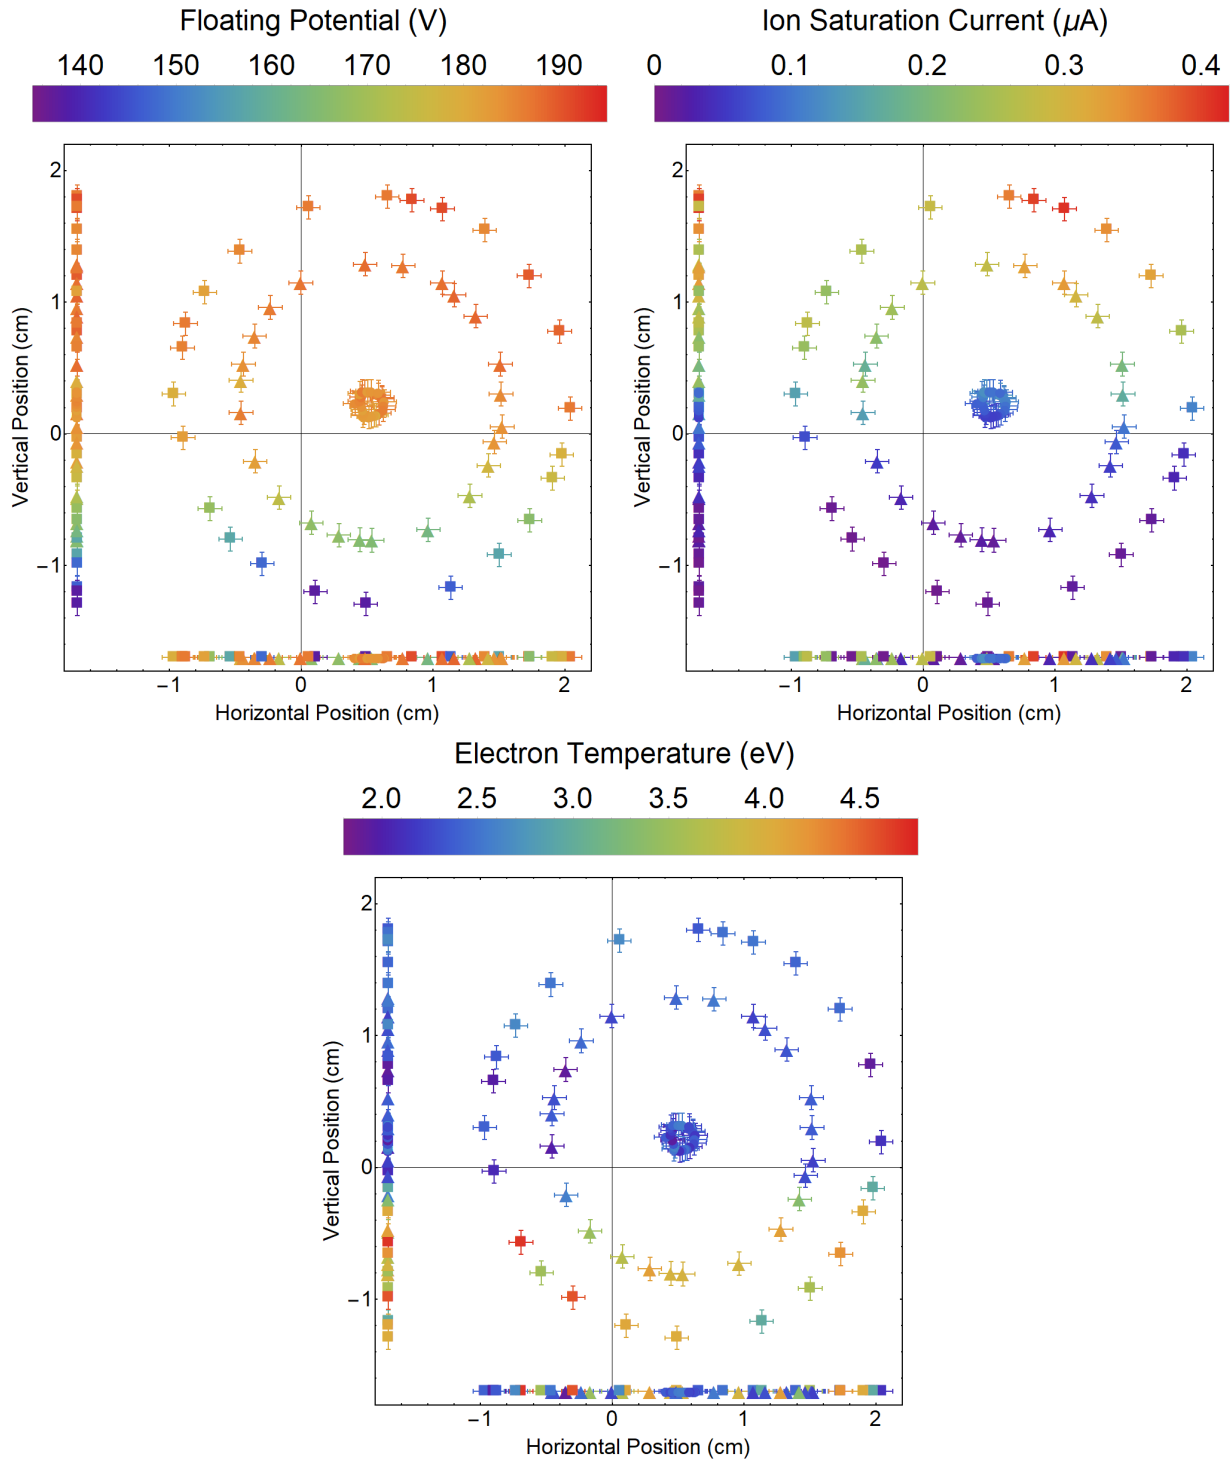 Floating Potential (V)
140 150 160 170 180 190
Ion Saturation Current (μA)
0 0.1 0.2 0.3 0.4
2
1
0
−1
Vertical Position (cm)
−1 0 1 2
Horizontal Position (cm)
2
1
0
−1
Vertical Position (cm)
−1 0 1 2
Horizontal Position (cm)
Electron Temperature (eV)
2.0 2.5 3.0 3.5 4.0 4.5
2
1
0
−1
Vertical Position (cm)
−1 0 1 2
Horizontal Position (cm)